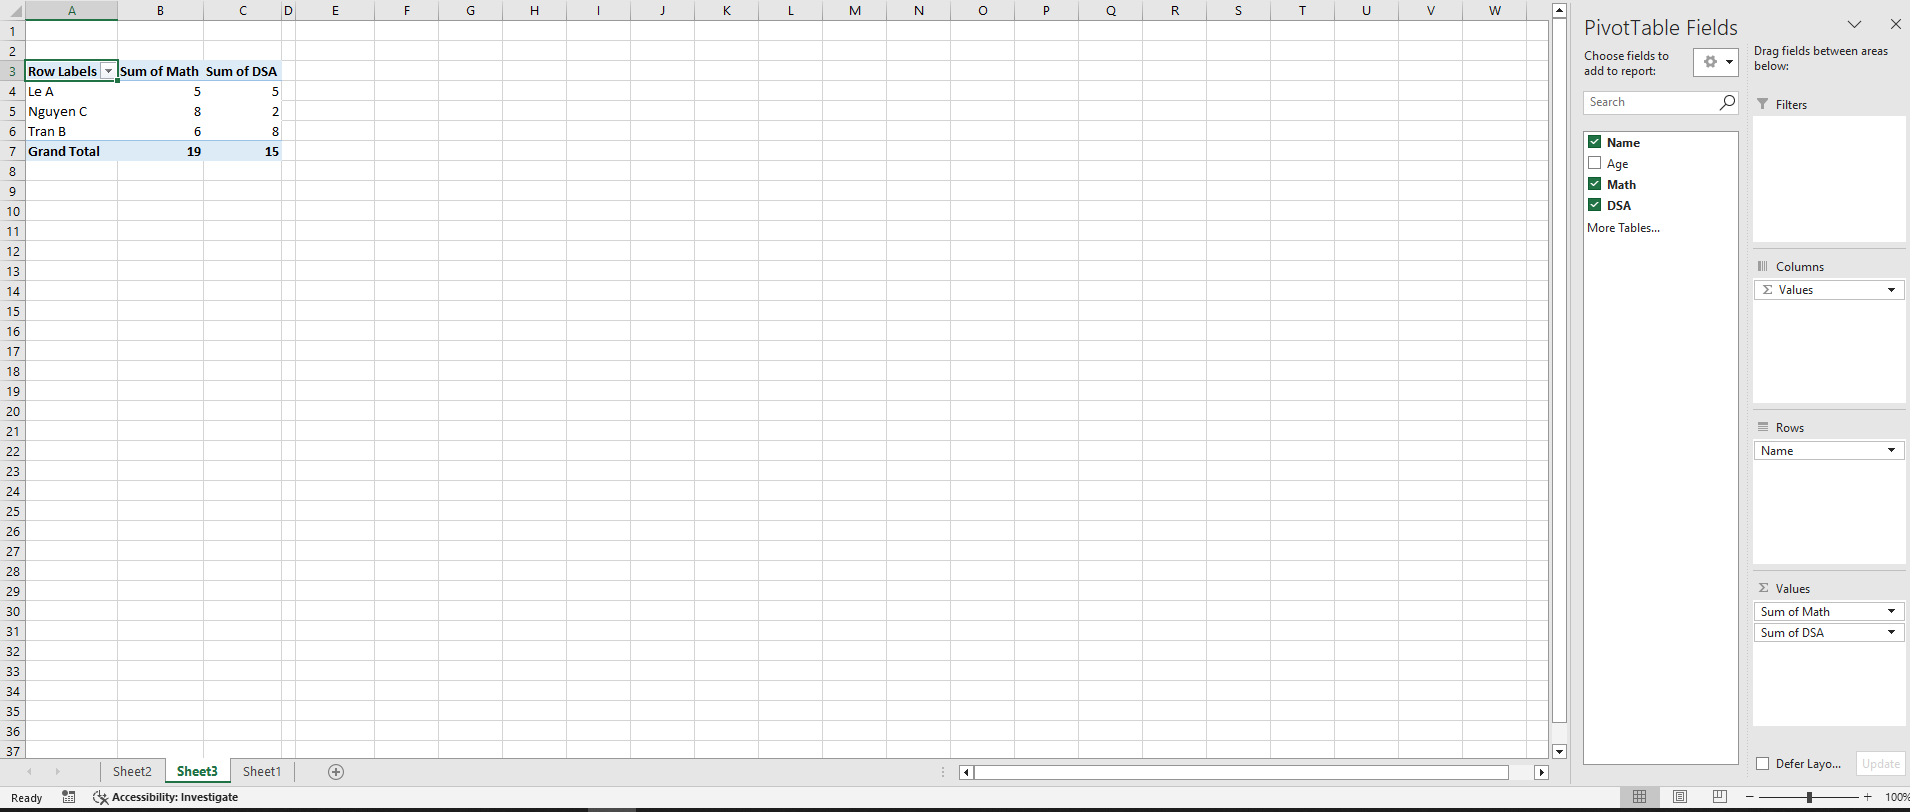 A B C D E F G H I J K L M N O P Q R S T U V W
1
2
3 Row Labels Sum of Math Sum of DSA
4 Le A 5 5
5 Nguyen C 8 2
6 Tran B 6 8
7 Grand Total 19 15
8
9
10
11
12
13
14
15
16
17
18
19
20
21
22
23
24
25
26
27
28
29
30
31
32
33
34
35
36
37
Sheet2 Sheet3 Sheet1
Ready Accessibility: Investigate
PivotTable Fields
Choose fields to
add to report:
Search
Name
Age
Math
DSA
More Tables...
Drag fields between areas
below:
Filters
Columns
Σ Values
Rows
Name
Σ Values
Sum of Math
Sum of DSA
Defer Layo... Update
100%